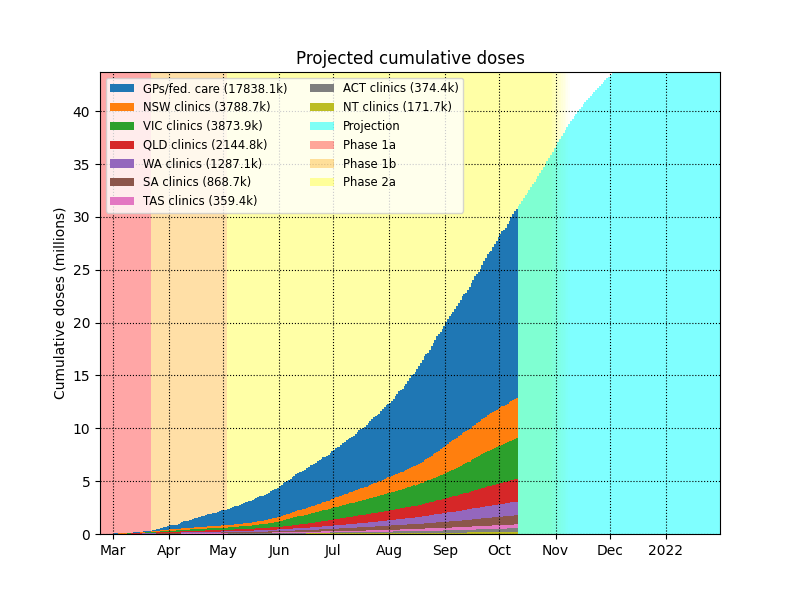 Projected cumulative doses
GPs/fed. care (17838.1k)
NSW clinics (3788.7k)
VIC clinics (3873.9k)
QLD clinics (2144.8k)
WA clinics (1287.1k)
SA clinics (868.7k)
TAS clinics (359.4k)
ACT clinics (374.4k)
NT clinics (171.7k)
Projection
Phase 1a
Phase 1b
Phase 2a
Cumulative doses (millions)
40
35
30
25
20
15
10
5
0
Mar Apr May Jun Jul Aug Sep Oct Nov Dec 2022